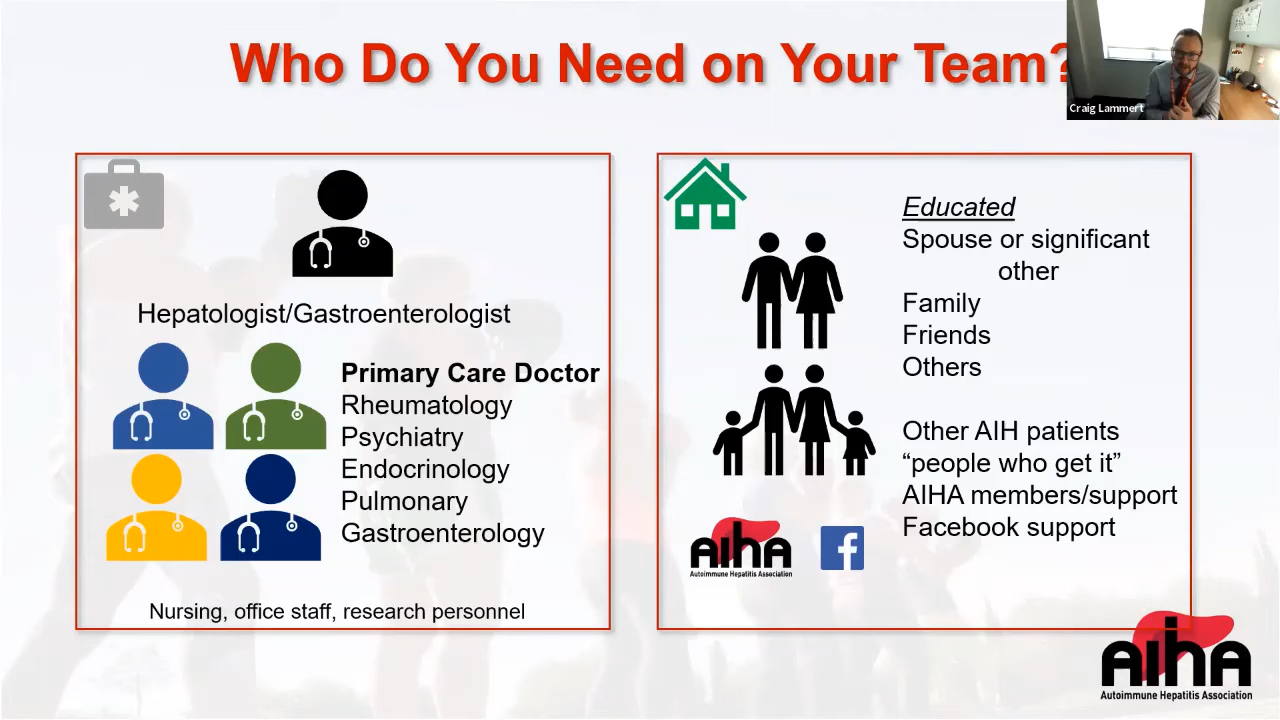 Who Do You Need on Your Team?
Craig Lammert
Hepatologist/Gastroenterologist
Primary Care Doctor
Rheumatology
Psychiatry
Endocrinology
Pulmonary
Gastroenterology
Nursing, office staff, research personnel
Educated
Spouse or significant
other
Family
Friends
Others
Other AIH patients
“people who get it”
AIHA members/support
Facebook support
AIHA
Autoimmune Hepatitis Association
f
AIHA
Autoimmune Hepatitis Association